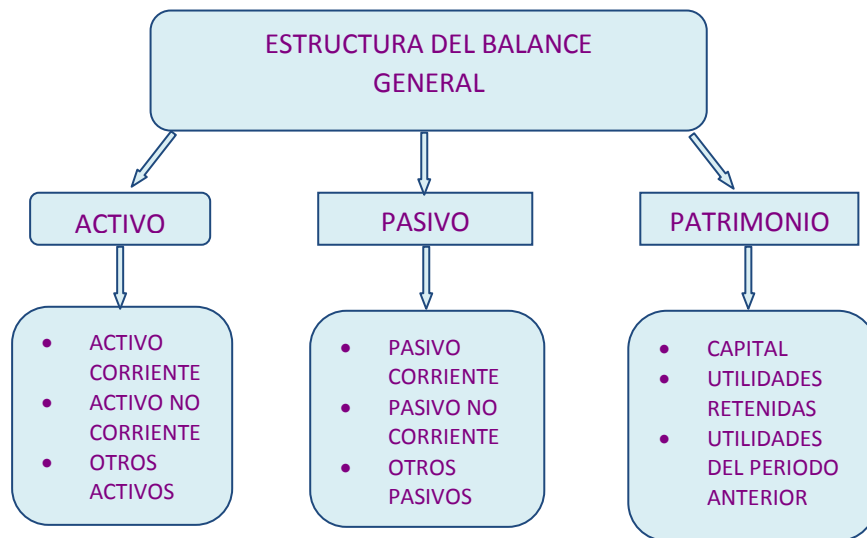 ESTRUCTURA DEL BALANCE
GENERAL
ACTIVO
PASIVO
PATRIMONIO
• ACTIVO
CORRIENTE
• ACTIVO NO
CORRIENTE
• OTROS
ACTIVOS
• PASIVO
CORRIENTE
• PASIVO NO
CORRIENTE
• OTROS
PASIVOS
• CAPITAL
• UTILIDADES
RETENIDAS
• UTILIDADES
DEL PERIODO
ANTERIOR